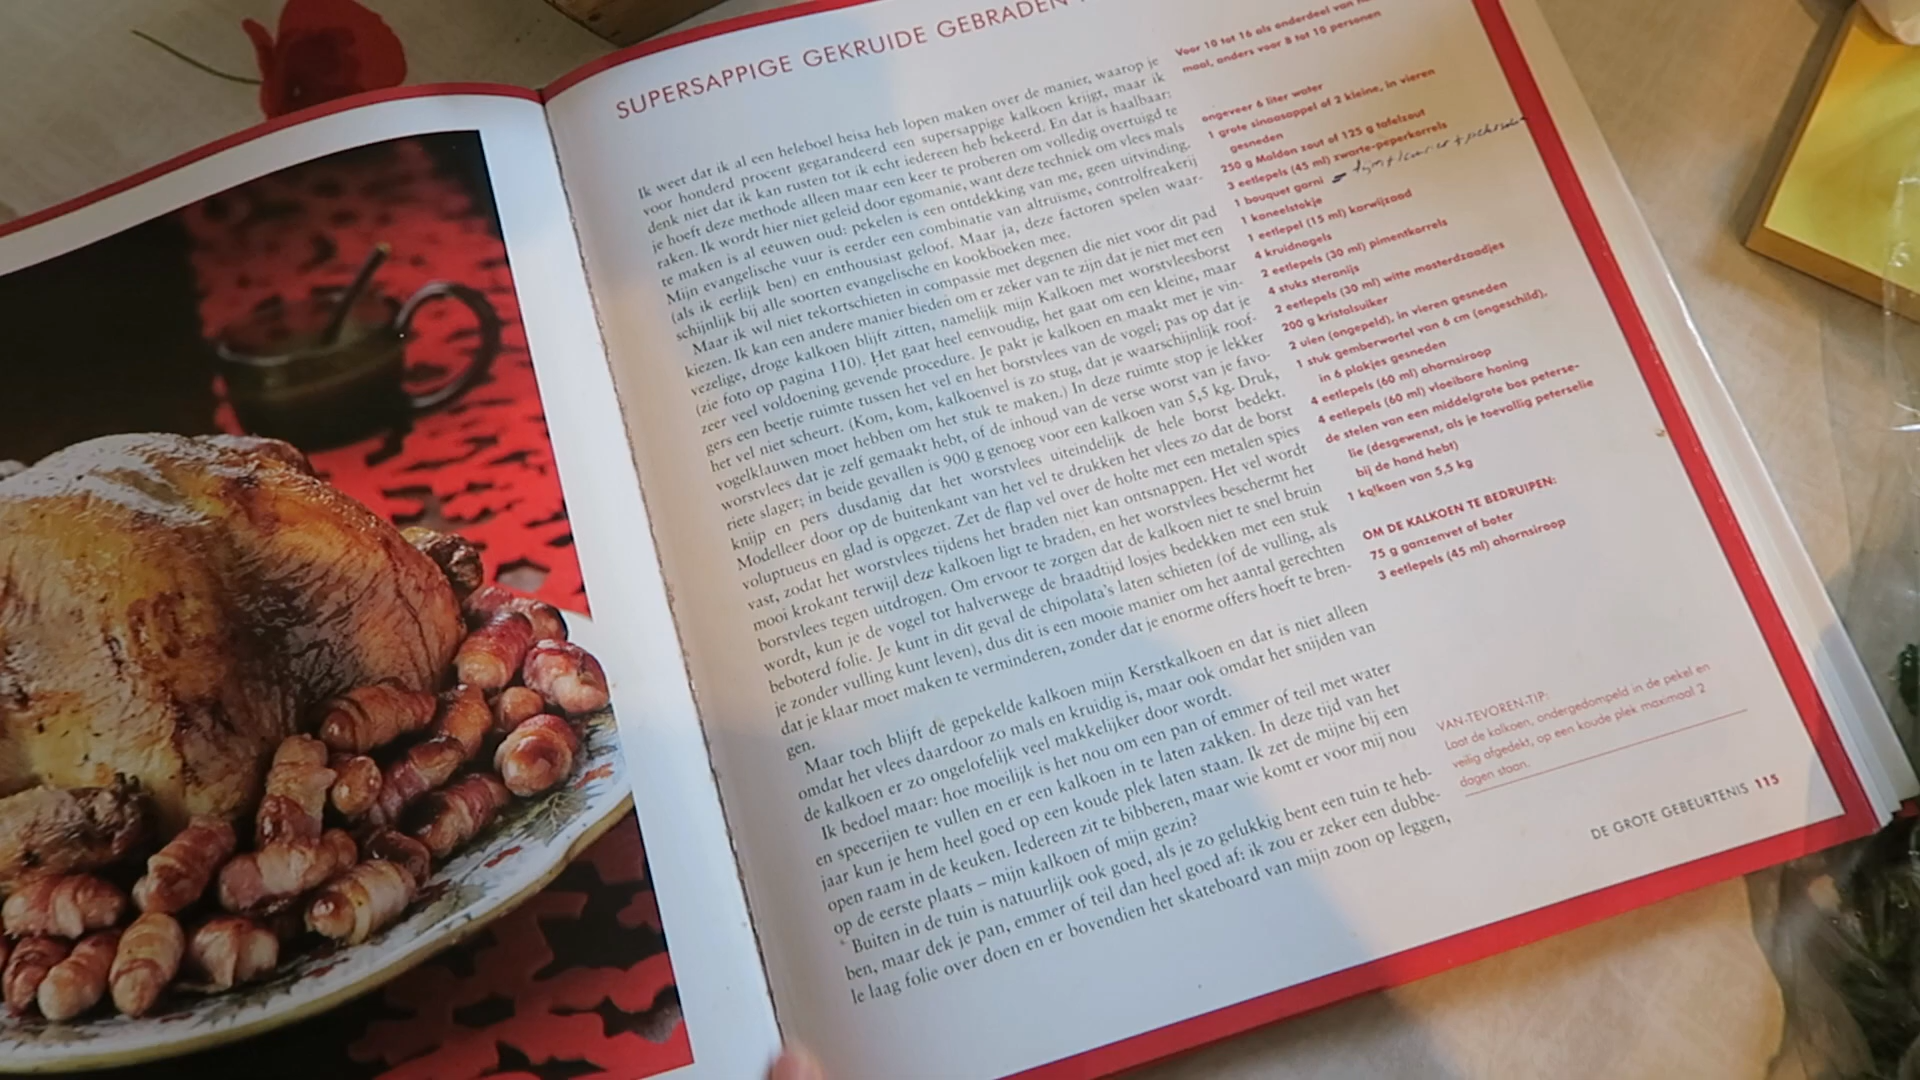 SUPERSAPPIGE GEKRUIDE GEBRADEN
Ik weet dat ik al een heleboel heisa heb lopen maken over de manier, waarop je
voor honderd procent gegarandeerd een supersappige kalkoen krijgt, maar ik
denk niet dat ik kan rusten tot ik echt iedereen heb bekeerd. En dat is haalbaar:
je hoeft deze methode alleen maar een keer te proberen om volledig overtuigd te
raken. Ik wordt hier niet geleid door egomanie, want deze techniek om vlees mals
te maken is al eeuwen oud: pekelen is een ontdekking van me, geen uitvinding.
Mijn evangelische vuur is eerder een combinatie van altruisme, controlfreakerij
(als ik eerlijk ben) en enthousiast geloof. Maar ja, deze factoren spelen waar-
schijnlijk bij alle soorten evangelische en kookboeken mee.
Maar ik wil niet tekortschieten in compassie met degenen die niet voor dit pad
kiezen. Ik kan een andere manier bieden om er zeker van te zijn dat je niet met een
vezelige, droge kalkoen blijft zitten, namelijk mijn Kalkoen met worstvleesborst
(zie foto op pagina 110). Het gaat heel eenvoudig, het gaat om een kleine, maar
zeer veel voldoening gevende procedure. Je pakt je kalkoen en maakt met je vin-
gers een beetje ruimte tussen het vel en het borstvlees van de vogel; pas op dat je
het vel niet scheurt. (Kom, kom, kalkoenvel is zo stug, dat je waarschijnlijk roof-
vogelklauwen moet hebben om het stuk te maken.) In deze ruimte stop je lekker
worstvlees dat je zelf gemaakt hebt, of de inhoud van de verse worst van je favo-
riete slager; in beide gevallen is 900 g genoeg voor een kalkoen van 5,5 kg. Druk,
knijp en pers dusdanig dat het worstvlees uiteindelijk de hele borst bedekt.
Modelleer door op de buitenkant van het vel te drukken het vlees zo dat de borst
voluptueus en glad is opgezet. Zet de flap vel over de holte met een metalen spies
vast, zodat het worstvlees tijdens het braden niet kan ontsnappen. Het vel wordt
mooi krokant terwijl deze kalkoen ligt te braden, en het worstvlees beschermt het
borstvlees tegen uitdrogen. Om ervoor te zorgen dat de kalkoen niet te snel bruin
wordt, kun je de vogel tot halverwege de braadtijd losjes bedekken met een stuk
beboterd folie. Je kunt in dit geval de chipolata's laten schieten (of de vulling, als
je zonder vulling kunt leven), dus dit is een mooie manier om het aantal gerechten
dat je klaar moet maken te verminderen, zonder dat je enorme offers hoeft te bren-
gen.
Maar toch blijft de gepekelde kalkoen mijn Kerstkalkoen en dat is niet alleen
omdat het vlees daardoor zo mals en kruidig is, maar ook omdat het snijden van
de kalkoen er zo ongelofelijk veel makkelijker door wordt.
Ik bedoel maar: hoe moeilijk is het nou om een pan of emmer of teil met water
en specerijen te vullen en er een kalkoen in te laten zakken. In deze tijd van het
jaar kun je hem heel goed op een koude plek laten staan. Ik zet de mijne bij een
open raam in de keuken. Iedereen zit te bibberen, maar wie komt er voor mij nou
op de eerste plaats – mijn kalkoen of mijn gezin?
Buiten in de tuin is natuurlijk ook goed, als je zo gelukkig bent een tuin te heb-
ben, maar dek je pan, emmer of teil dan heel goed af: ik zou er zeker een dubbe-
le laag folie over doen en er bovendien het skateboard van mijn zoon op leggen,
Voor 10 tot 16 als onderdeel van
maal, anders voor 8 tot 10 personen
ongeveer 6 liter water
1 grote sinaasappel of 2 kleine, in vieren
gesneden
250 g Maldon zout of 125 g tafelzout
3 eetlepels (45 ml) zwarte-peperkorrels
1 bouquet garni
1 kaneelstokje
1 eetlepel (15 ml) karwijzaad
4 kruidnagels
2 eetlepels (30 ml) pimentkorrels
4 stuks steranijs
2 eetlepels (30 ml) witte mosterdzaadjes
200 g kristalsuiker
2 uien (ongepeld), in vieren gesneden
1 stuk gemberwortel van 6 cm (ongeschild),
in 6 plakjes gesneden
4 eetlepels (60 ml) ahornsiroop
4 eetlepels (60 ml) vloeibare honing
de stelen van een middelgrote bos peterse-
lie (desgewenst, als je toevallig peterselie
bij de hand hebt)
1 kalkoen van 5,5 kg
OM DE KALKOEN TE BEDRUIPEN:
75 g ganzenvet of boter
3 eetlepels (45 ml) ahornsiroop
VAN-TEVOREN-TIP:
Laat de kalkoen, ondergedompeld in de pekel en
veilig afgedekt, op een koude plek maximaal 2
dagen staan.
DE GROTE GEBEURTENIS 115